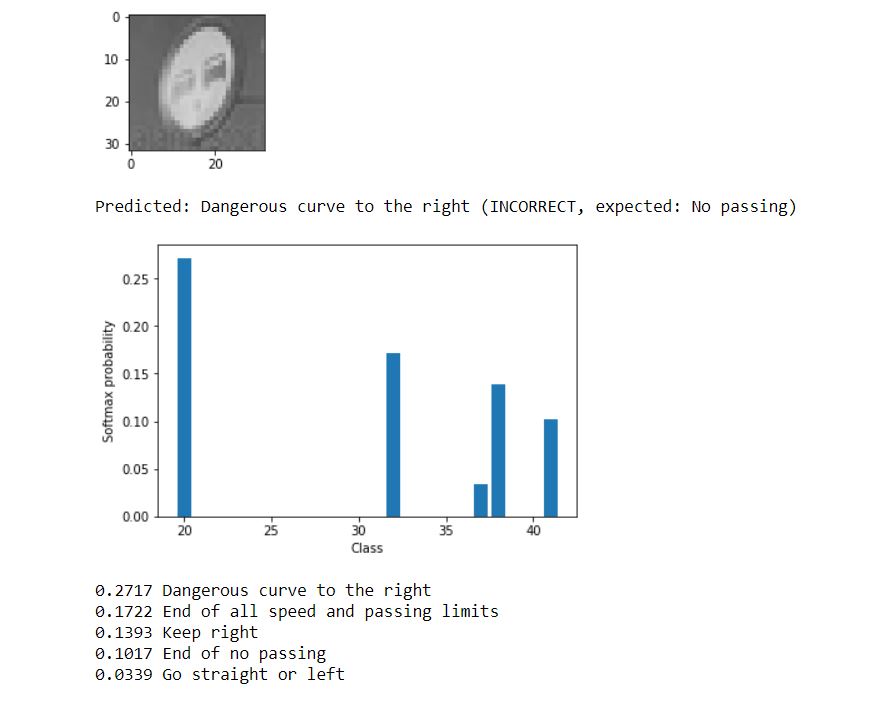 0
10
20
30
0 20
Predicted: Dangerous curve to the right (INCORRECT, expected: No passing)
0.25
0.20
0.15
0.10
0.05
0.00
Softmax probability
20 25 30 35 40
Class
0.2717 Dangerous curve to the right
0.1722 End of all speed and passing limits
0.1393 Keep right
0.1017 End of no passing
0.0339 Go straight or left